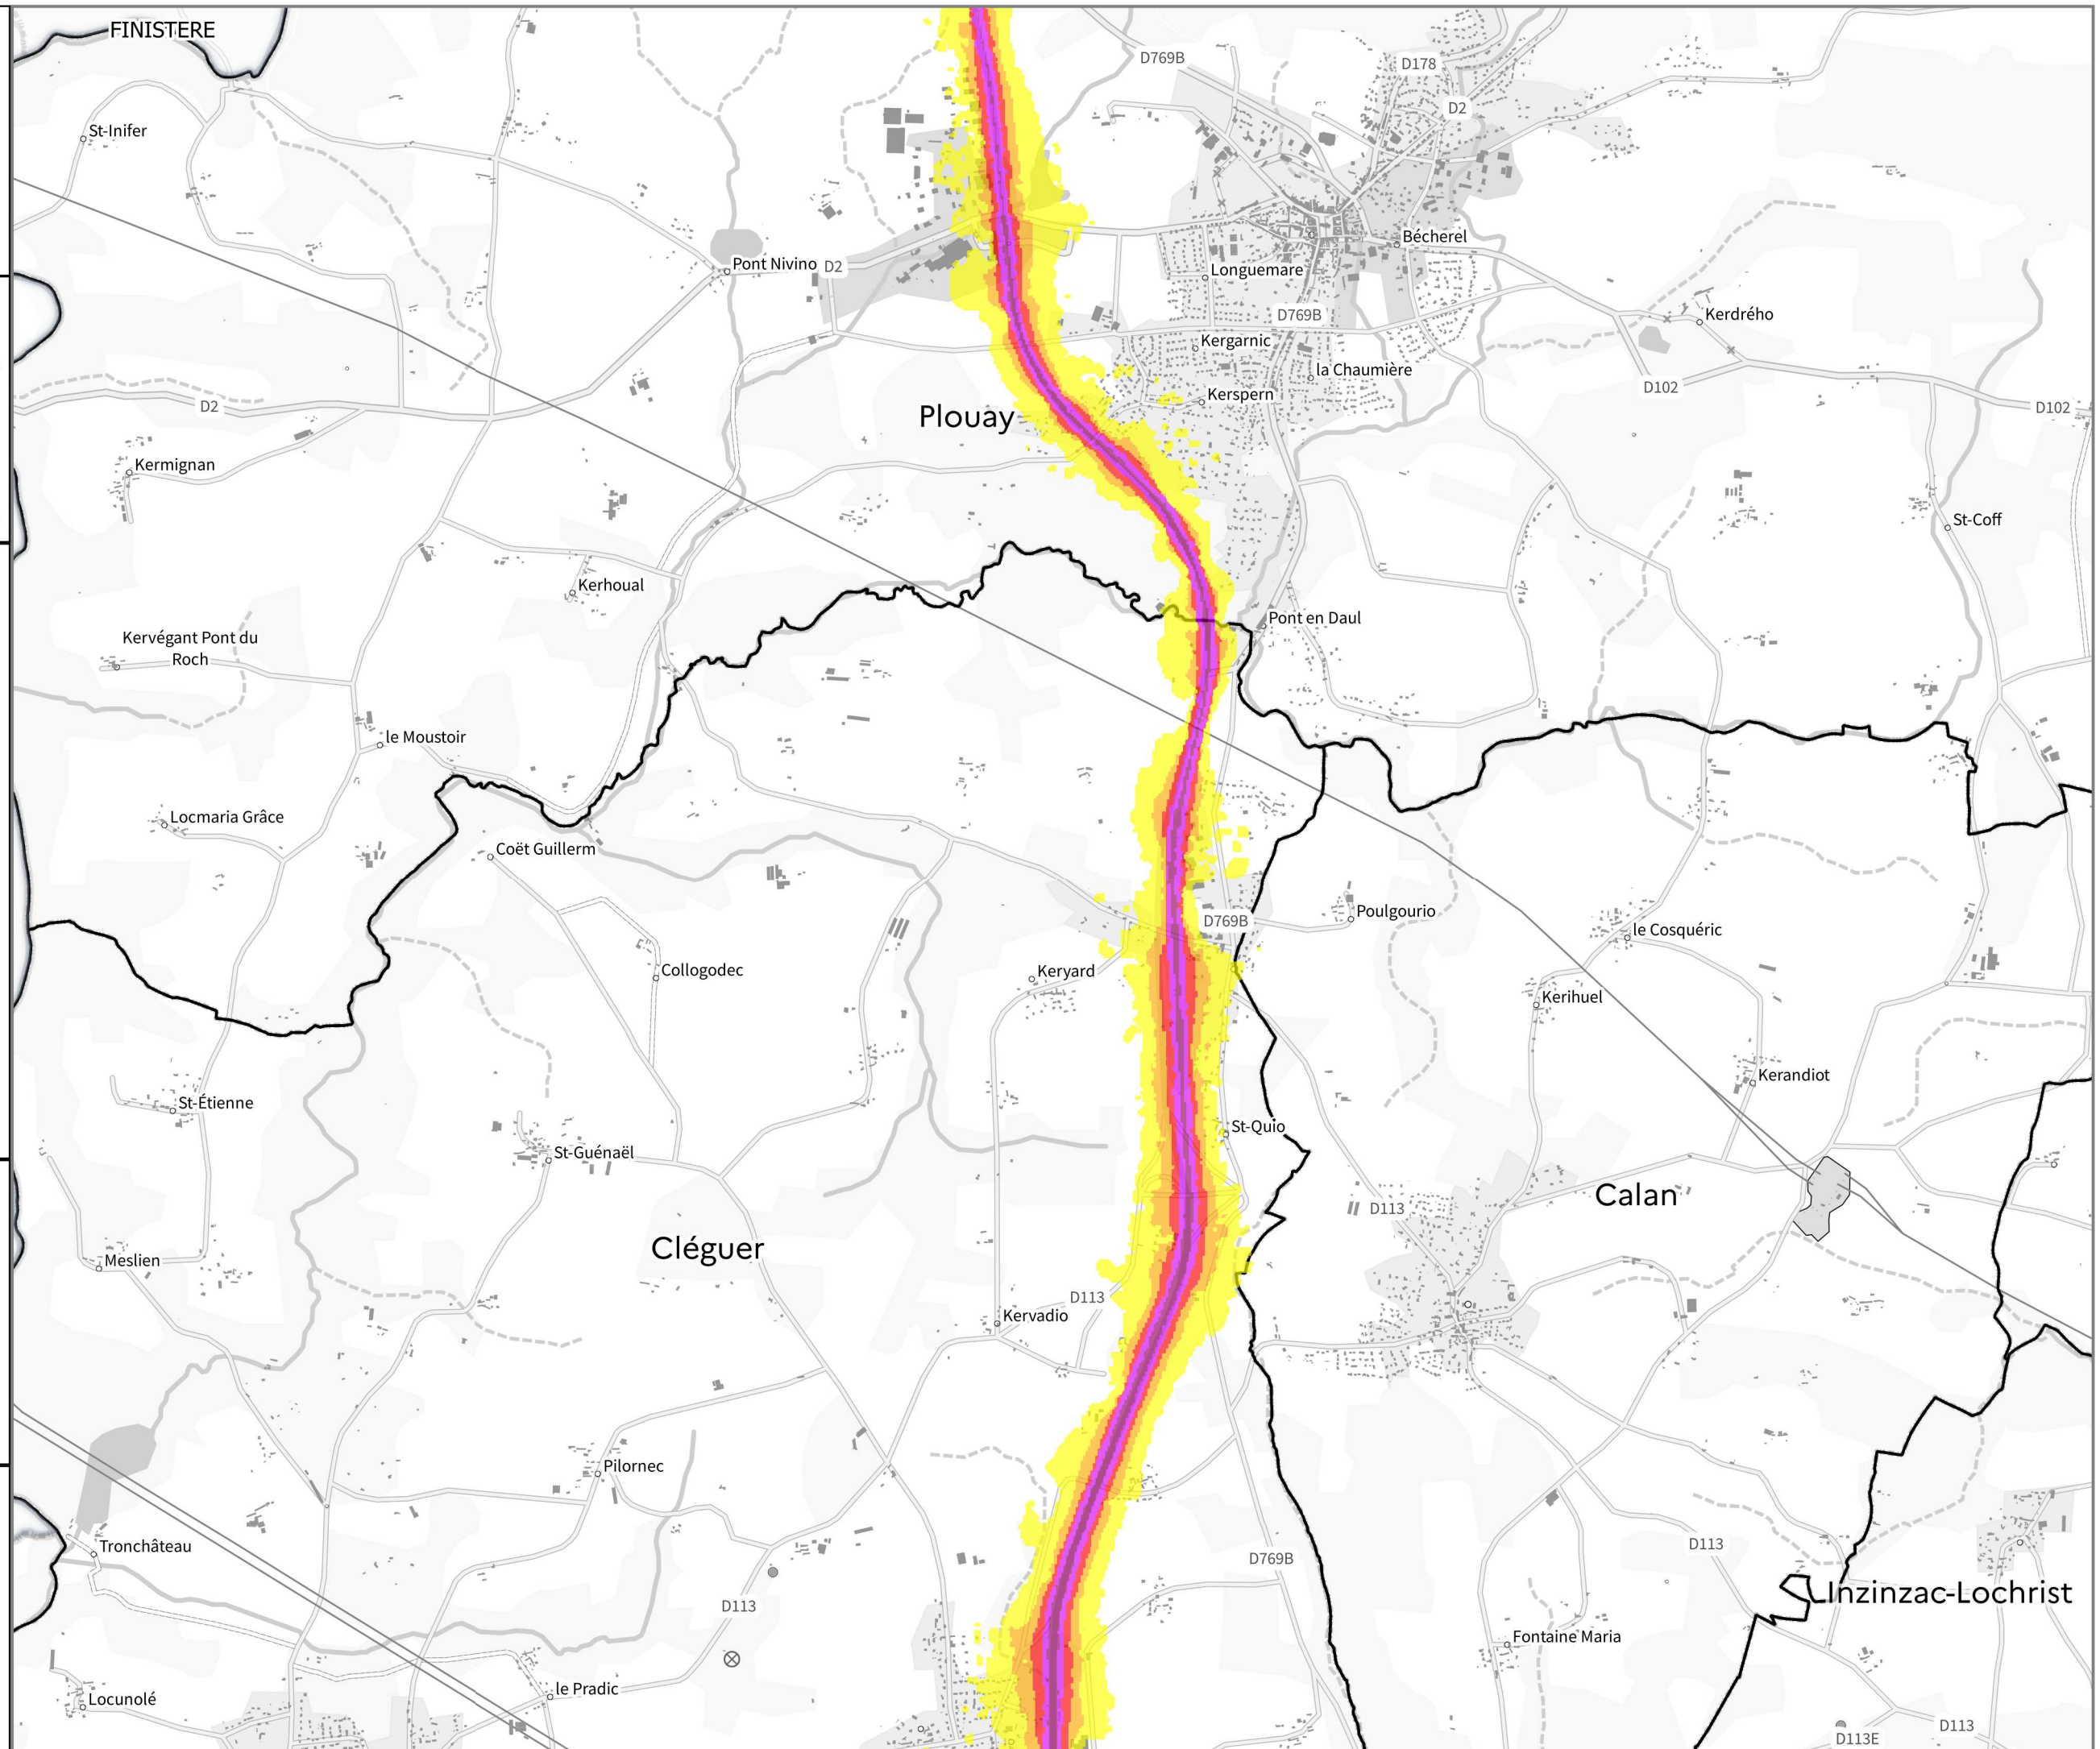 FINISTERE
D769B
D178
D2
St-Inifer
Bécherel
Pont Nivino
D2
Longuemare
Kerdrého
D769B
Kergarnic
la Chaumière
D102
Kerspern
D2
D102
Plouay
Kermignan
St-Coff
Kerhoual
Pont en Daul
Kervégant Pont du
Roch
le Moustoir
Locmaria Grâce
Coët Guillerm
Poulgourio
D769B
le Cosquéric
Collogodec
Keryard
Kerihuel
Kerandiot
St-Étienne
St-Quio
St-Guénaël
Calan
D113
Cléguer
Meslien
D113
Kervadio
Pilornec
Tronchâteau
D113
D769B
Inzinzac-Lochrist
D113
Fontaine Maria
le Pradic
Locunolé
D113
D113E